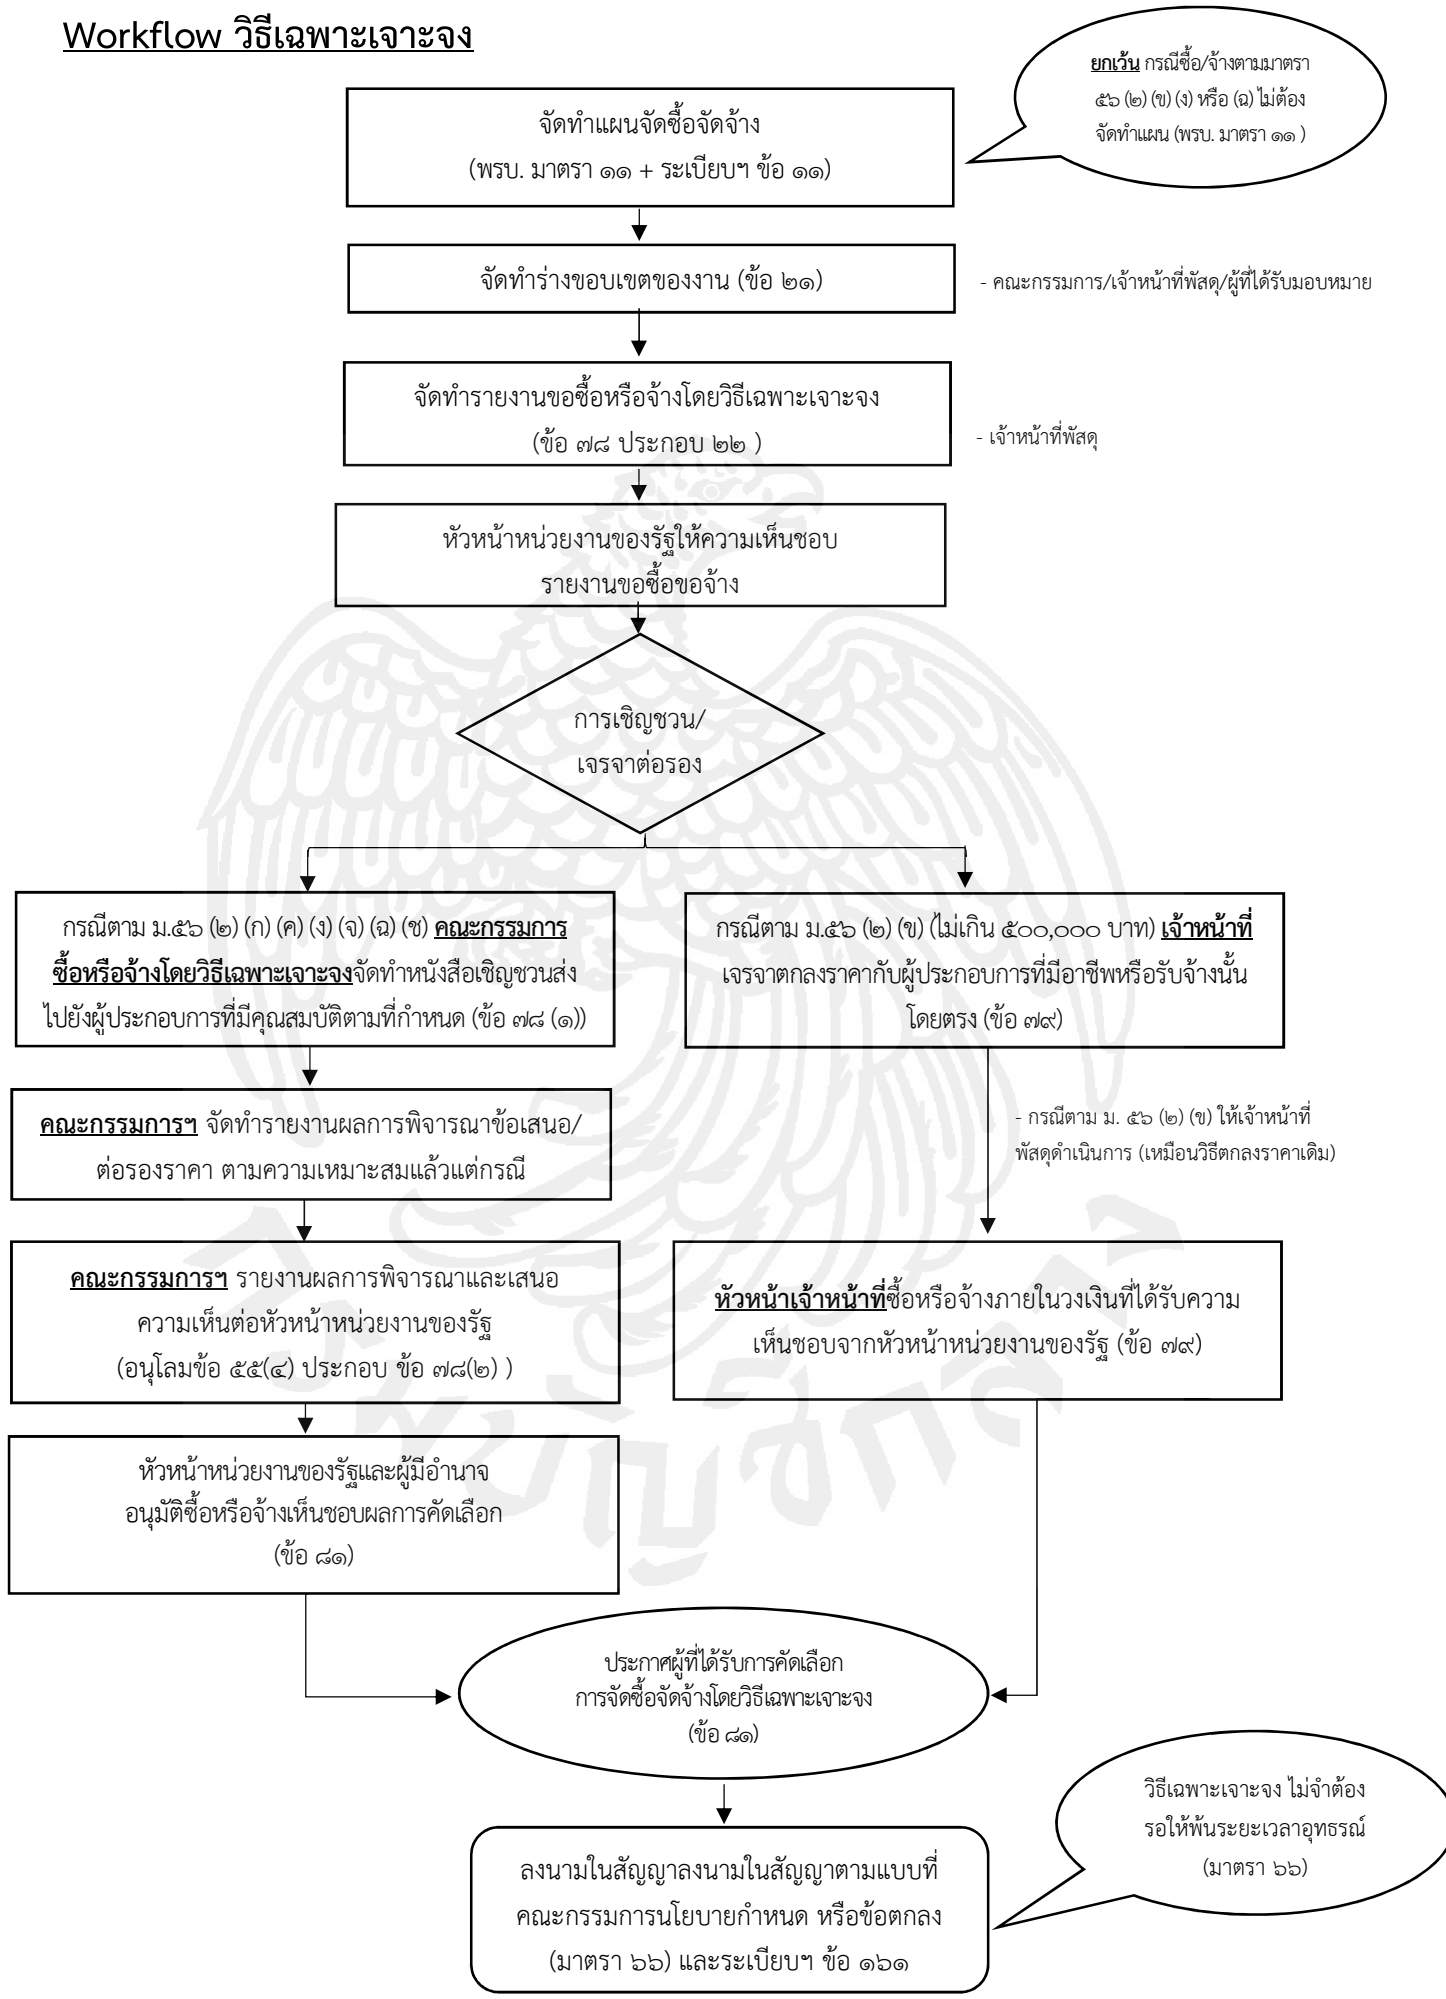 Workflow วิธีเฉพาะเจาะจง
ยกเว้น กรณีซื้อ/จ้างตามมาตรา
๕๖ (๒) (ข) (ง) หรือ (ฉ) ไม่ต้อง
จัดทำแผน (พรบ. มาตรา ๑๑ )
จัดทำแผนจัดซื้อจัดจ้าง
(พรบ. มาตรา ๑๑ + ระเบียบฯ ข้อ ๑๑)
จัดทำร่างขอบเขตของงาน (ข้อ ๒๑)
- คณะกรรมการ/เจ้าหน้าที่พัสดุ/ผู้ที่ได้รับมอบหมาย
จัดทำรายงานขอซื้อหรือจ้างโดยวิธีเฉพาะเจาะจง
(ข้อ ๗๘ ประกอบ ๒๒ )
- เจ้าหน้าที่พัสดุ
หัวหน้าหน่วยงานของรัฐให้ความเห็นชอบ
รายงานขอซื้อขอจ้าง
การเชิญชวน/
เจรจาต่อรอง
กรณีตาม ม.๕๖ (๒) (ก) (ค) (ง) (จ) (ฉ) (ช) คณะกรรมการ
ซื้อหรือจ้างโดยวิธีเฉพาะเจาะจงจัดทำหนังสือเชิญชวนส่ง
ไปยังผู้ประกอบการที่มีคุณสมบัติตามที่กำหนด (ข้อ ๗๘ (๑))
กรณีตาม ม.๕๖ (๒) (ข) (ไม่เกิน ๕๐๐,๐๐๐ บาท) เจ้าหน้าที่
เจรจาตกลงราคากับผู้ประกอบการที่มีอาชีพหรือรับจ้างนั้น
โดยตรง (ข้อ ๗๙)
คณะกรรมการฯ จัดทำรายงานผลการพิจารณาข้อเสนอ/
ต่อรองราคา ตามความเหมาะสมแล้วแต่กรณี
- กรณีตาม ม. ๕๖ (๒) (ข) ให้เจ้าหน้าที่
พัสดุดำเนินการ (เหมือนวิธีตกลงราคาเดิม)
คณะกรรมการฯ รายงานผลการพิจารณาและเสนอ
ความเห็นต่อหัวหน้าหน่วยงานของรัฐ
(อนุโลมข้อ ๕๕(๔) ประกอบ ข้อ ๗๘(๒) )
หัวหน้าเจ้าหน้าที่ซื้อหรือจ้างภายในวงเงินที่ได้รับความ
เห็นชอบจากหัวหน้าหน่วยงานของรัฐ (ข้อ ๗๙)
หัวหน้าหน่วยงานของรัฐและผู้มีอำนาจ
อนุมัติซื้อหรือจ้างเห็นชอบผลการคัดเลือก
(ข้อ ๘๑)
ประกาศผู้ที่ได้รับการคัดเลือก
การจัดซื้อจัดจ้างโดยวิธีเฉพาะเจาะจง
(ข้อ ๘๑)
วิธีเฉพาะเจาะจง ไม่จำต้อง
รอให้พ้นระยะเวลาอุทธรณ์
(มาตรา ๖๖)
ลงนามในสัญญาลงนามในสัญญาตามแบบที่
คณะกรรมการนโยบายกำหนด หรือข้อตกลง
(มาตรา ๖๖) และระเบียบฯ ข้อ ๑๖๑